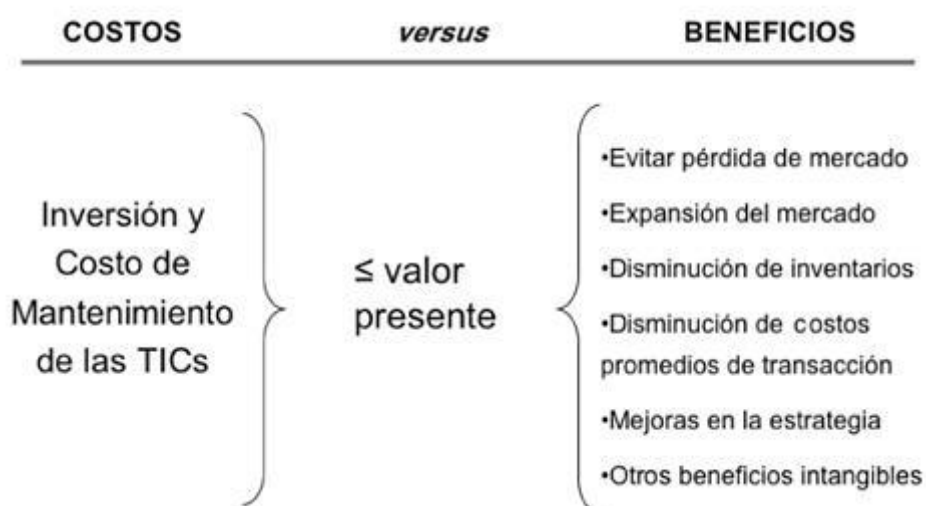 COSTOS versus BENEFICIOS
Inversión y
Costo de
Mantenimiento
de las TICs
≤ valor
presente
•Evitar pérdida de mercado
•Expansión del mercado
•Disminución de inventarios
•Disminución de costos
promedios de transacción
•Mejoras en la estrategia
•Otros beneficios intangibles